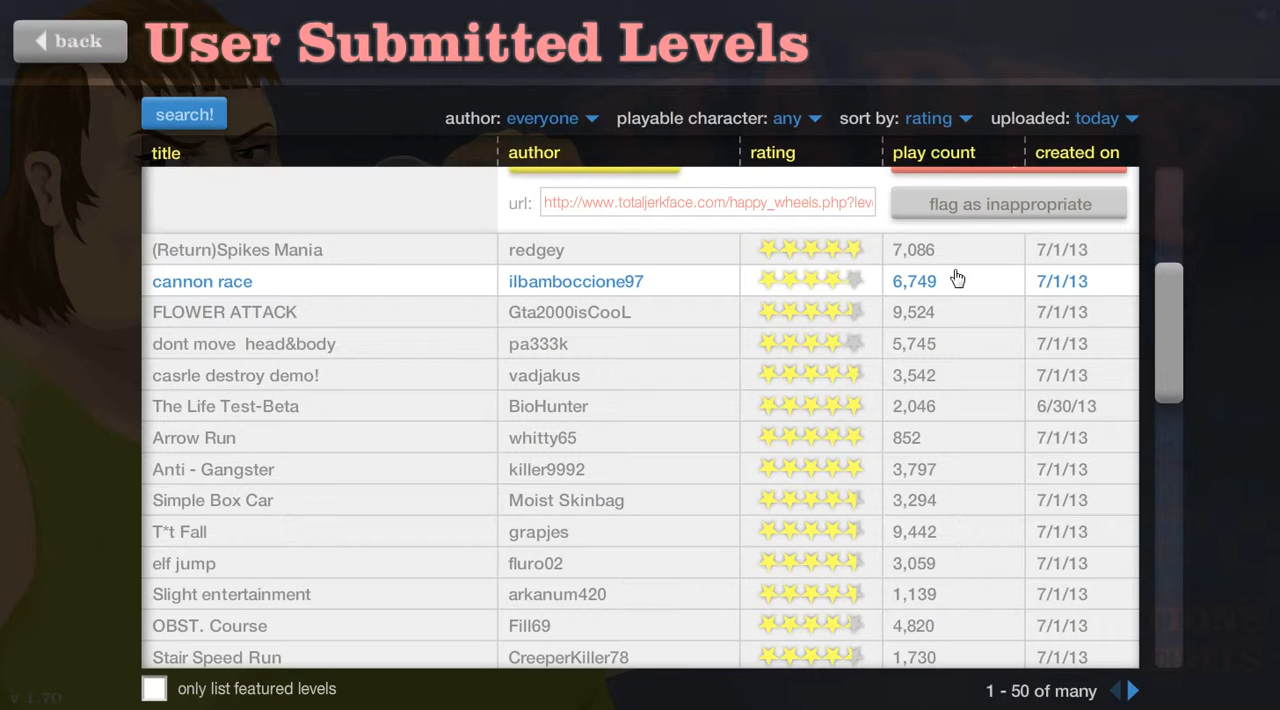 back
User Submitted Levels
search!
author: everyone playable character: any sort by: rating uploaded: today
title author rating play count created on
url: http://www.totaljerkface.com/happy_wheels.php?lev
flag as inappropriate
(Return)Spikes Mania redgey 7,086 7/1/13
cannon race ilbamboccione97 6,749 7/1/13
FLOWER ATTACK Gta2000isCooL 9,524 7/1/13
dont move head&body pa333k 5,745 7/1/13
casrle destroy demo! vadjakus 3,542 7/1/13
The Life Test-Beta BioHunter 2,046 6/30/13
Arrow Run whitty65 852 7/1/13
Anti - Gangster killer9992 3,797 7/1/13
Simple Box Car Moist Skinbag 3,294 7/1/13
T*t Fall grapjes 9,442 7/1/13
elf jump fluro02 3,059 7/1/13
Slight entertainment arkanum420 1,139 7/1/13
OBST. Course Fill69 4,820 7/1/13
Stair Speed Run CreeperKiller78 1,730 7/1/13
only list featured levels
1 - 50 of many
v 1.70